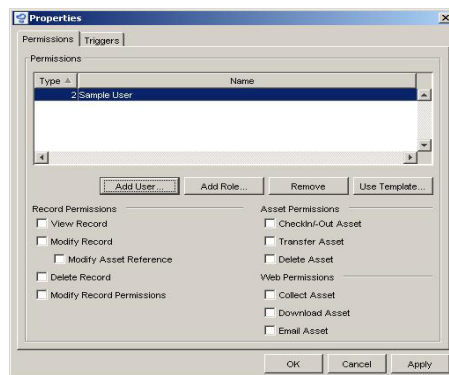 Properties
Permissions Triggers
Permissions
Type Name
2 Sample User
Add User... Add Role... Remove Use Template...
Record Permissions
View Record
Modify Record
Modify Asset Reference
Delete Record
Modify Record Permissions
Asset Permissions
CheckIn/-Out Asset
Transfer Asset
Delete Asset
Web Permissions
Collect Asset
Download Asset
Email Asset
OK Cancel Apply